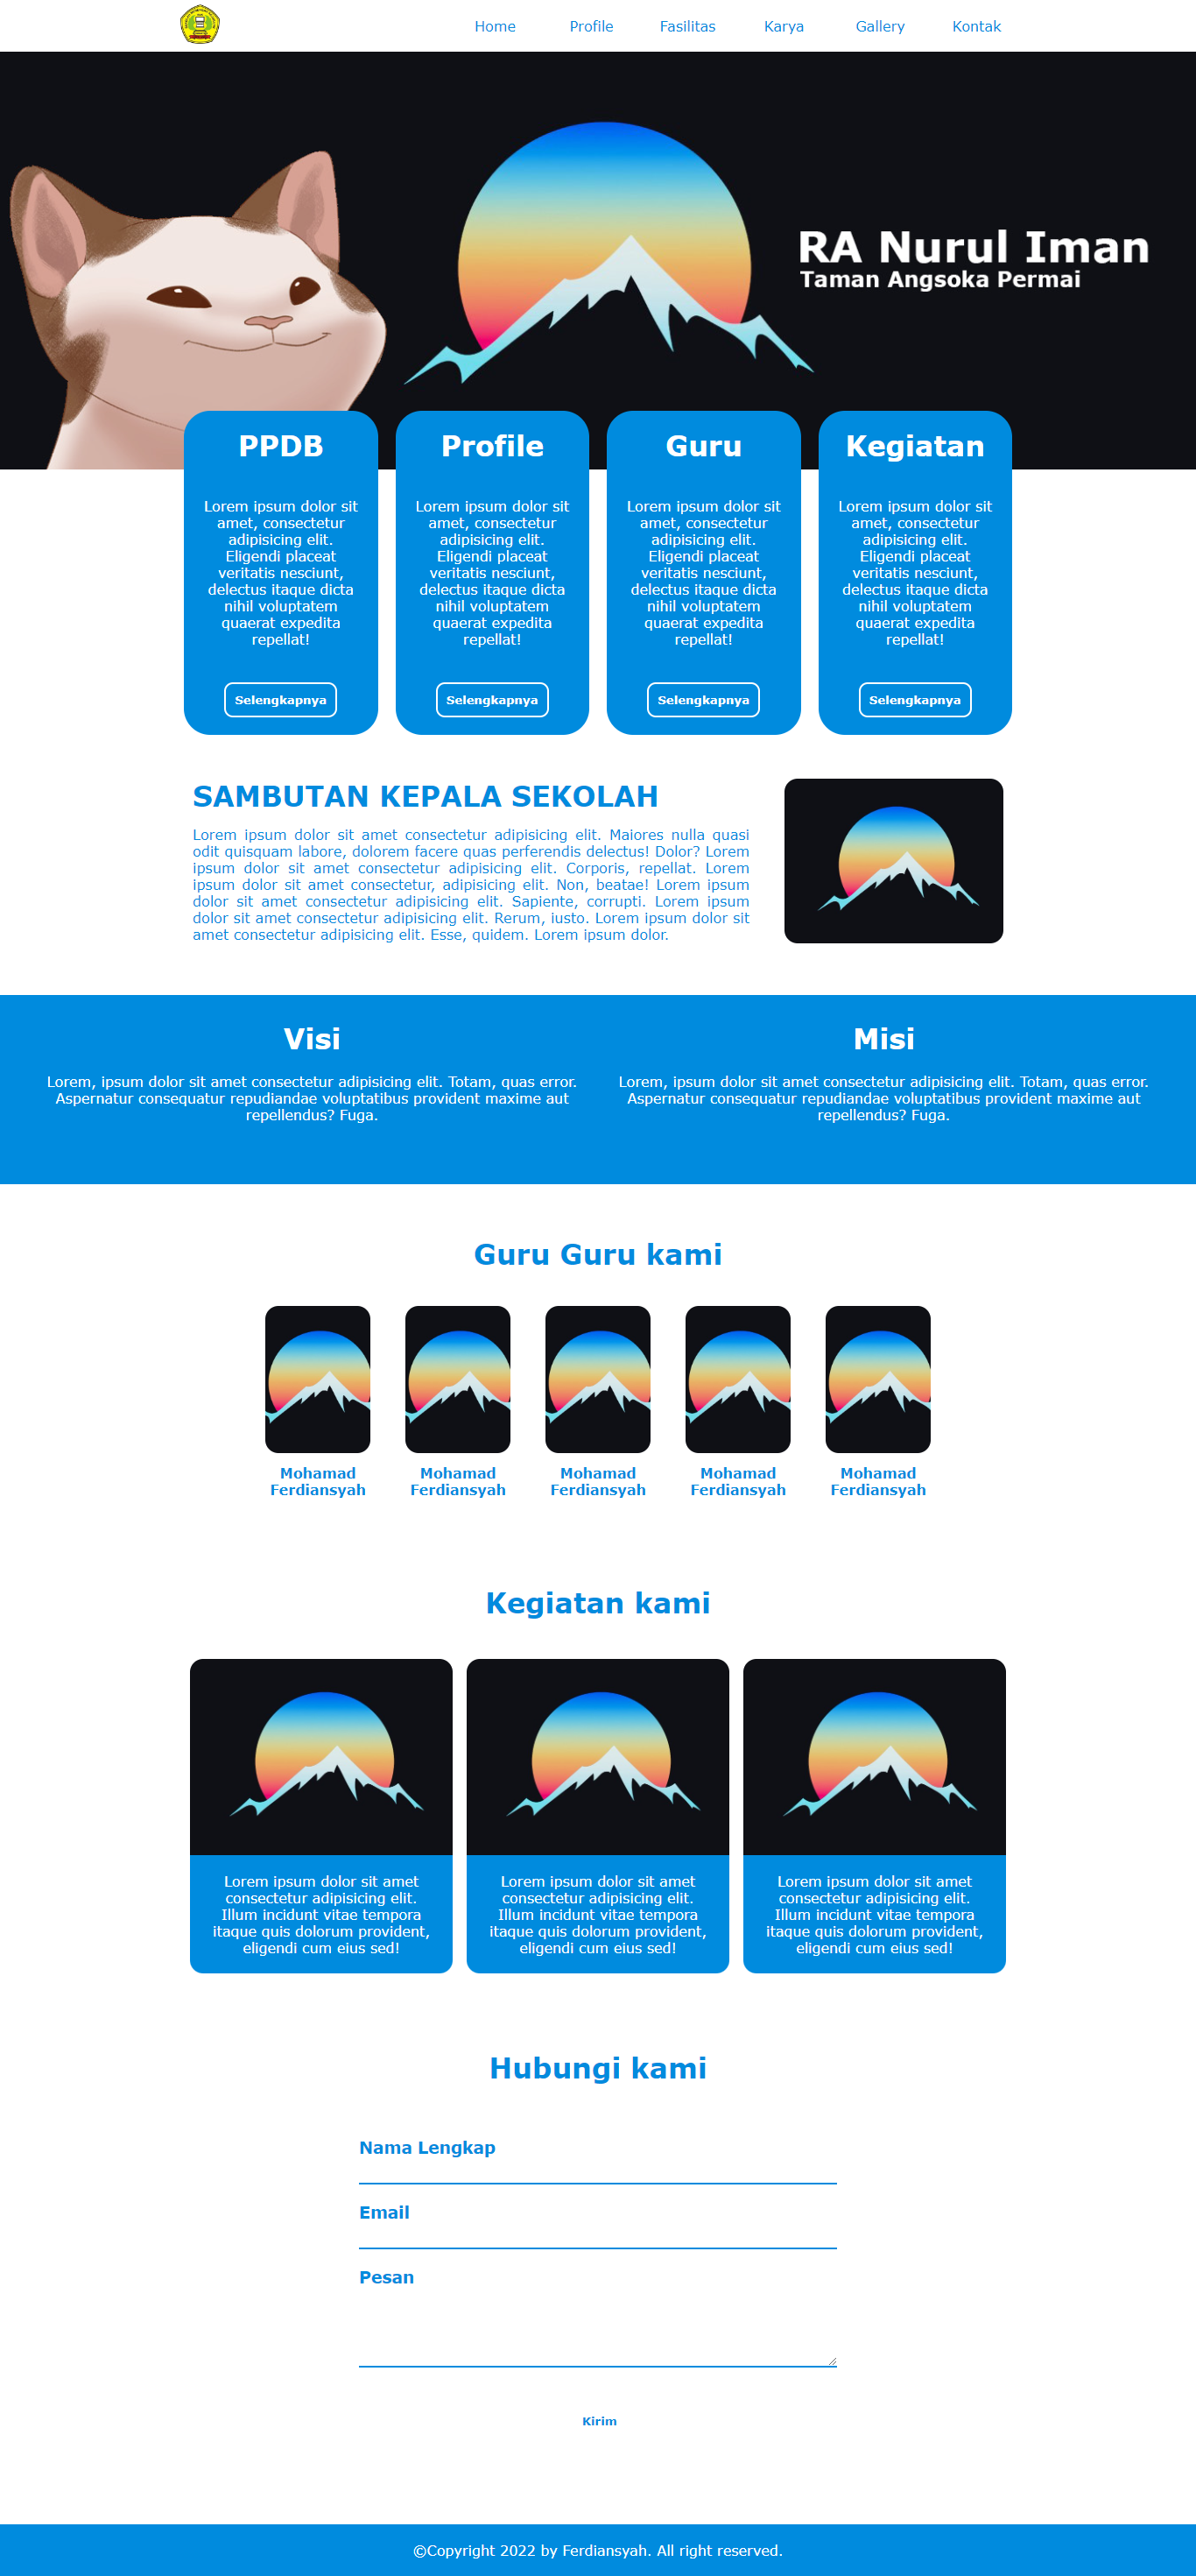 Home Profile Fasilitas Karya Gallery Kontak
RA Nurul Iman
Taman Angsoka Permai
PPDB
Lorem ipsum dolor sit
amet, consectetur
adipisicing elit.
Eligendi placeat
veritatis nesciunt,
delectus itaque dicta
nihil voluptatem
quaerat expedita
repellat!
Selengkapnya
Profile
Lorem ipsum dolor sit
amet, consectetur
adipisicing elit.
Eligendi placeat
veritatis nesciunt,
delectus itaque dicta
nihil voluptatem
quaerat expedita
repellat!
Selengkapnya
Guru
Lorem ipsum dolor sit
amet, consectetur
adipisicing elit.
Eligendi placeat
veritatis nesciunt,
delectus itaque dicta
nihil voluptatem
quaerat expedita
repellat!
Selengkapnya
Kegiatan
Lorem ipsum dolor sit
amet, consectetur
adipisicing elit.
Eligendi placeat
veritatis nesciunt,
delectus itaque dicta
nihil voluptatem
quaerat expedita
repellat!
Selengkapnya
SAMBUTAN KEPALA SEKOLAH
Lorem ipsum dolor sit amet consectetur adipisicing elit. Maiores nulla quasi
odit quisquam labore, dolorem facere quas perferendis delectus! Dolor? Lorem
ipsum dolor sit amet consectetur adipisicing elit. Corporis, repellat. Lorem
ipsum dolor sit amet consectetur, adipisicing elit. Non, beatae! Lorem ipsum
dolor sit amet consectetur adipisicing elit. Sapiente, corrupti. Lorem ipsum
dolor sit amet consectetur adipisicing elit. Rerum, iusto. Lorem ipsum dolor sit
amet consectetur adipisicing elit. Esse, quidem. Lorem ipsum dolor.
Visi
Lorem, ipsum dolor sit amet consectetur adipisicing elit. Totam, quas error.
Aspernatur consequatur repudiandae voluptatibus provident maxime aut
repellendus? Fuga.
Misi
Lorem, ipsum dolor sit amet consectetur adipisicing elit. Totam, quas error.
Aspernatur consequatur repudiandae voluptatibus provident maxime aut
repellendus? Fuga.
Guru Guru kami
Mohamad
Ferdiansyah
Mohamad
Ferdiansyah
Mohamad
Ferdiansyah
Mohamad
Ferdiansyah
Mohamad
Ferdiansyah
Kegiatan kami
Lorem ipsum dolor sit amet
consectetur adipisicing elit.
Illum incidunt vitae tempora
itaque quis dolorum provident,
eligendi cum eius sed!
Lorem ipsum dolor sit amet
consectetur adipisicing elit.
Illum incidunt vitae tempora
itaque quis dolorum provident,
eligendi cum eius sed!
Lorem ipsum dolor sit amet
consectetur adipisicing elit.
Illum incidunt vitae tempora
itaque quis dolorum provident,
eligendi cum eius sed!
Hubungi kami
Nama Lengkap
Email
Pesan
Kirim
©Copyright 2022 by Ferdiansyah. All right reserved.